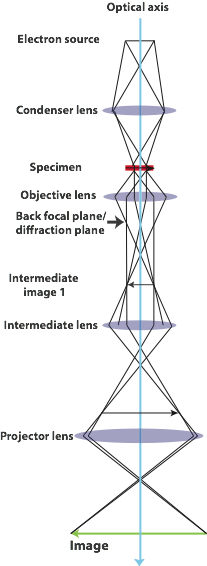 Optical axis
Electron source
Condenser lens
Specimen
Objective lens
Back focal plane/
diffraction plane
Intermediate
image 1
Intermediate lens
Projector lens
Image